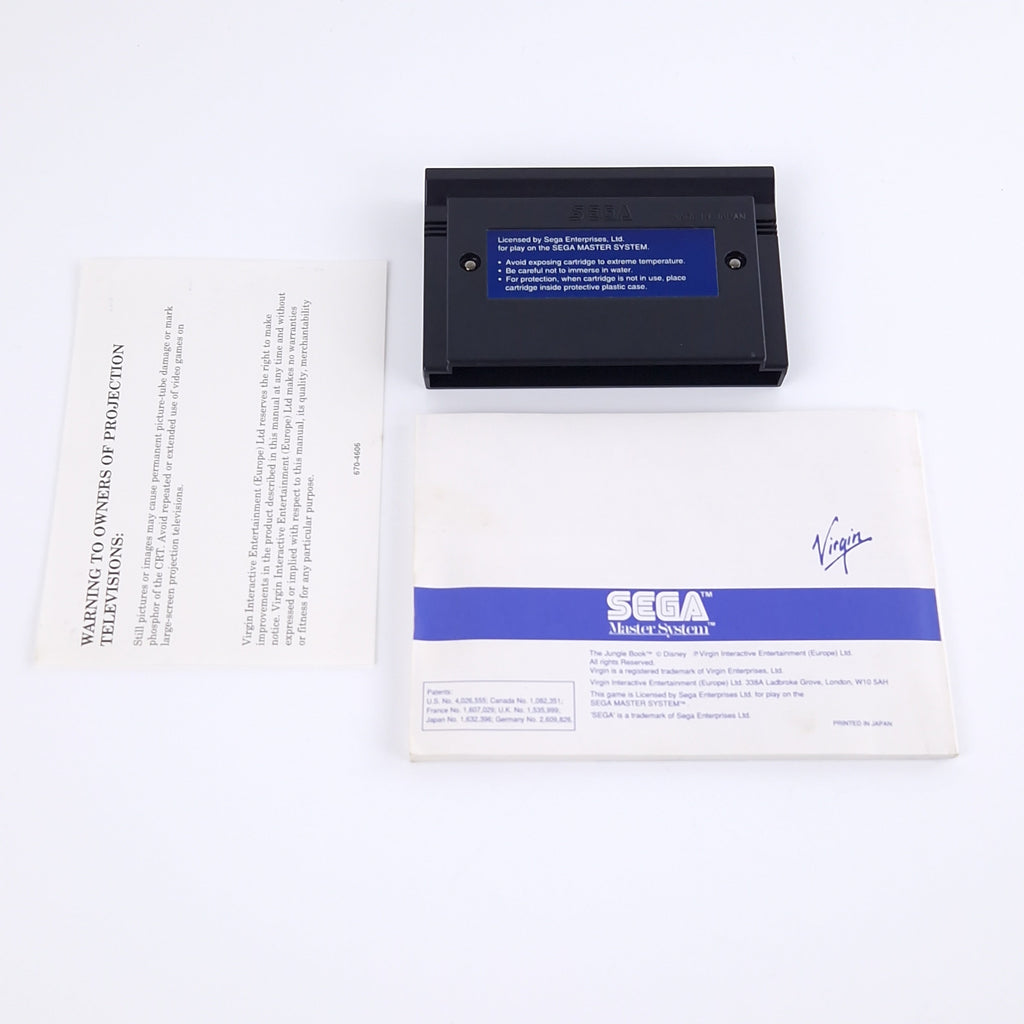 SEGA
MADE IN JAPAN
Licensed by Sega Enterprises, Ltd.
for play on the SEGA MASTER SYSTEM.
• Avoid exposing cartridge to extreme temperature.
• Be careful not to immerse in water.
• For protection, when cartridge is not in use, place
cartridge inside protective plastic case.
WARNING TO OWNERS OF PROJECTION
TELEVISIONS:
Still pictures or images may cause permanent picture-tube damage or mark
phosphor of the CRT. Avoid repeated or extended use of video games on
large-screen projection televisions.
Virgin Interactive Entertainment (Europe) Ltd reserves the right to make
improvements in the product described in this manual at any time and without
notice. Virgin Interactive Entertainment (Europe) Ltd makes no warranties
expressed or implied with respect to this manual, its quality, merchantability
or fitness for any particular purpose.
670-4606
Virgin
SEGA™
Master System™
The Jungle Book™ © Disney ℗ Virgin Interactive Entertainment (Europe) Ltd.
All rights Reserved.
Virgin is a registered trademark of Virgin Enterprises, Ltd.
Virgin Interactive Entertainment (Europe) Ltd. 338A Ladbroke Grove, London, W10 5AH
This game is Licensed by Sega Enterprises Ltd. for play on the
SEGA MASTER SYSTEM™.
'SEGA' is a trademark of Sega Enterprises Ltd.
PRINTED IN JAPAN
Patents:
U.S. No. 4,026,555; Canada No. 1,082,351;
France No. 1,607,029; U.K. No. 1,535,999;
Japan No. 1,632,396; Germany No. 2,609,826.